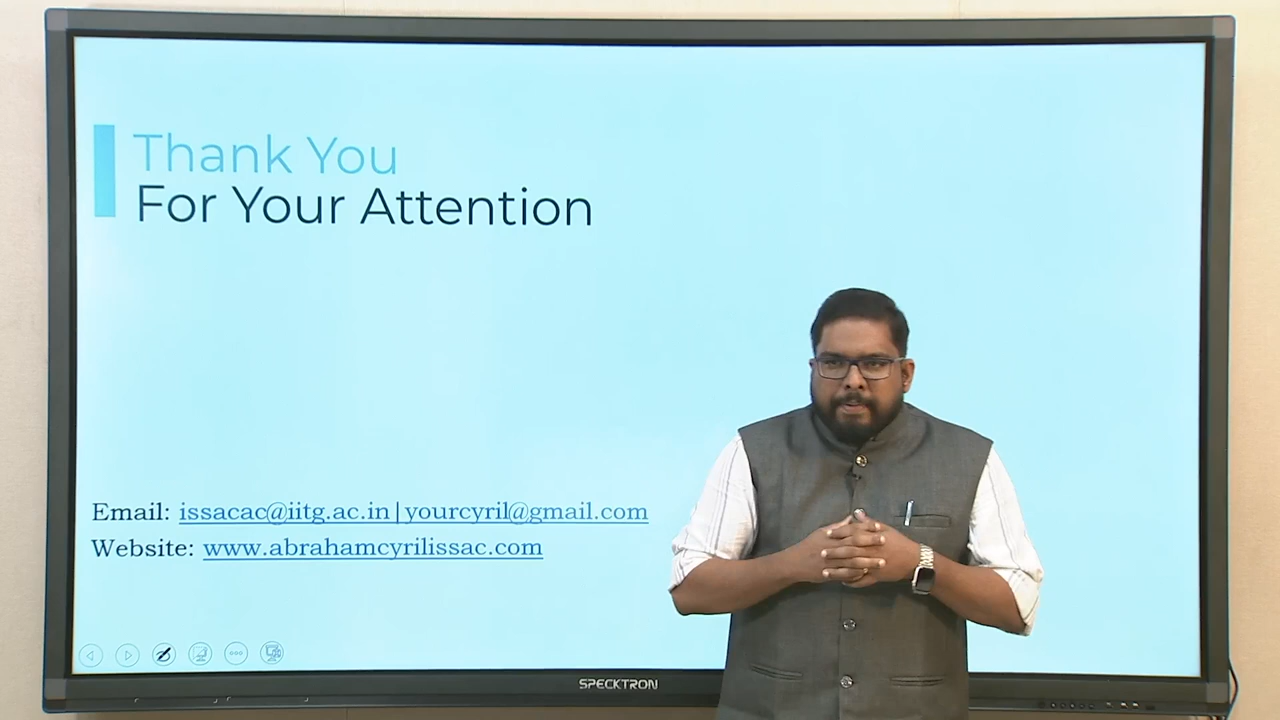 Thank You
For Your Attention
Email: issacac@iitg.ac.in|yourcyril@gmail.com
Website: www.abrahamcyrilissac.com
SPECKTRON